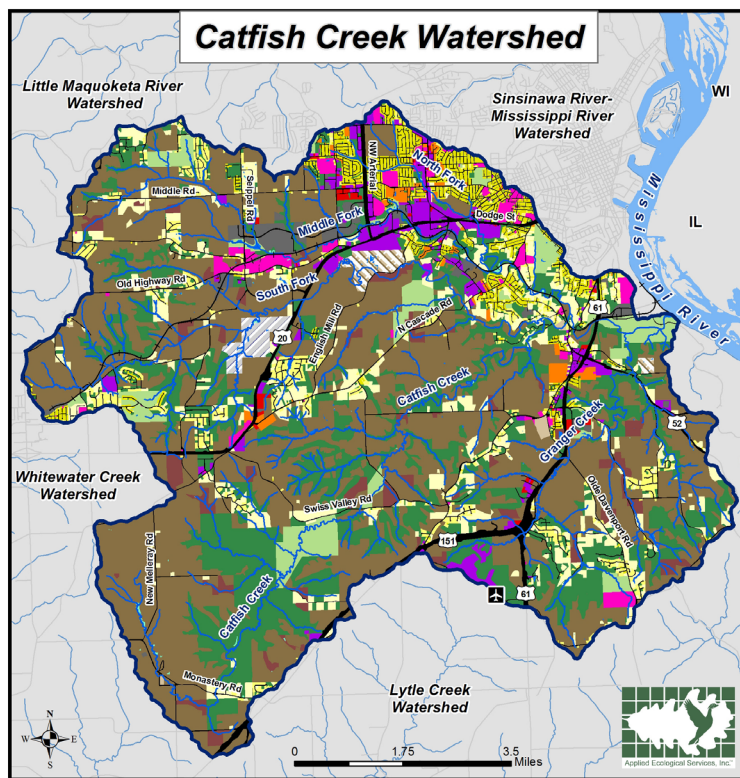 Catfish Creek Watershed
Little Maquoketa River
Watershed
Sinsinawa River-
Mississippi River
Watershed
WI
IL
Mississippi River
NW Arterial
North Fork
Middle Rd
Seippel Rd
Middle Fork
Dodge St
Old Highway Rd
South Fork
61
20
English Mill Rd
N Cascade Rd
Catfish Creek
Granger Creek
52
Whitewater Creek
Watershed
Swiss Valley Rd
Olde Davenport Rd
151
New Melleray Rd
61
Catfish Creek
Monastery Rd
Lytle Creek
Watershed
N
W
E
S
0
1.75
3.5
Miles
Applied Ecological Services, Inc.™